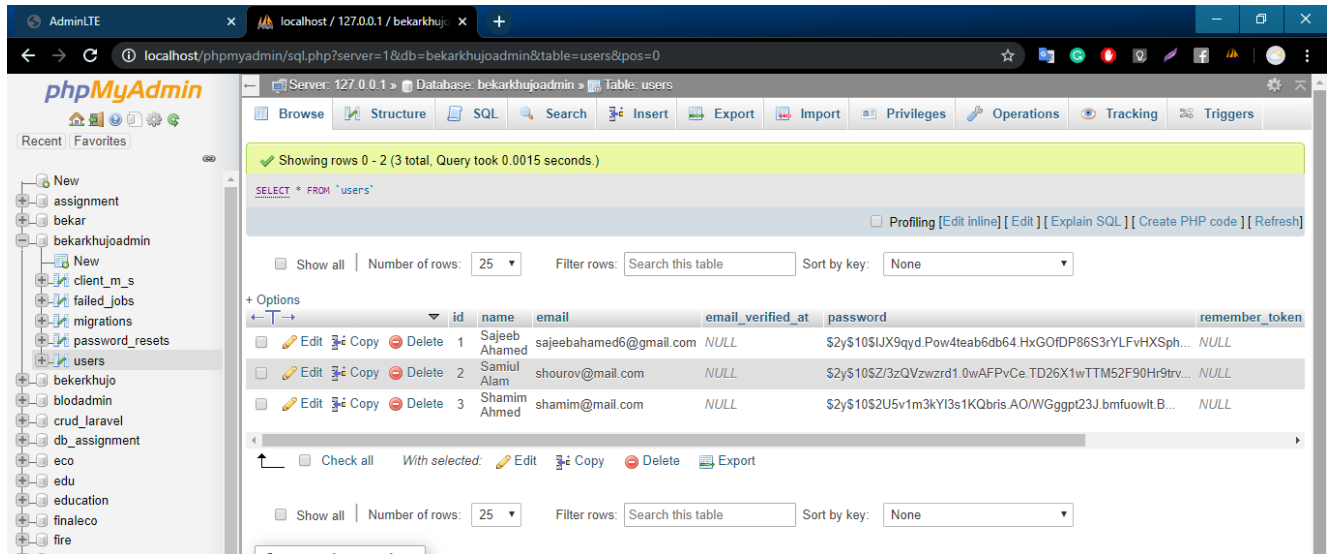 AdminLTE × localhost / 127.0.0.1 / bekarkhujo × +
localhost/phpmyadmin/sql.php?server=1&db=bekarkhujoadmin&table=users&pos=0
phpMyAdmin
Recent Favorites
New
assignment
bekar
bekarkhujoadmin
New
client_m_s
failed_jobs
migrations
password_resets
users
bekerkhujo
blodadmin
crud_laravel
db_assignment
eco
edu
education
finaleco
fire
Server: 127.0.0.1 » Database: bekarkhujoadmin » Table: users
Browse Structure SQL Search Insert Export Import Privileges Operations Tracking Triggers
Showing rows 0 - 2 (3 total, Query took 0.0015 seconds.)
SELECT * FROM `users`
Profiling [Edit inline] [ Edit ] [ Explain SQL ] [ Create PHP code ] [ Refresh]
Show all | Number of rows: 25 Filter rows: Search this table Sort by key: None
+ Options
←T→ id name email email_verified_at password remember_token
Edit Copy Delete 1 Sajeeb Ahamed sajeebahamed6@gmail.com NULL $2y$10$IJX9qyd.Pow4teab6db64.HxGOfDP86S3rYLFvHXSph... NULL
Edit Copy Delete 2 Samiul Alam shourov@mail.com NULL $2y$10$Z/3zQVzwzrd1.0wAFPvCe.TD26X1wTTM52F90Hr9trv... NULL
Edit Copy Delete 3 Shamim Ahmed shamim@mail.com NULL $2y$10$2U5v1m3kYI3s1KQbris.AO/WGggpt23J.bmfuowlt.B... NULL
Check all With selected: Edit Copy Delete Export
Show all | Number of rows: 25 Filter rows: Search this table Sort by key: None